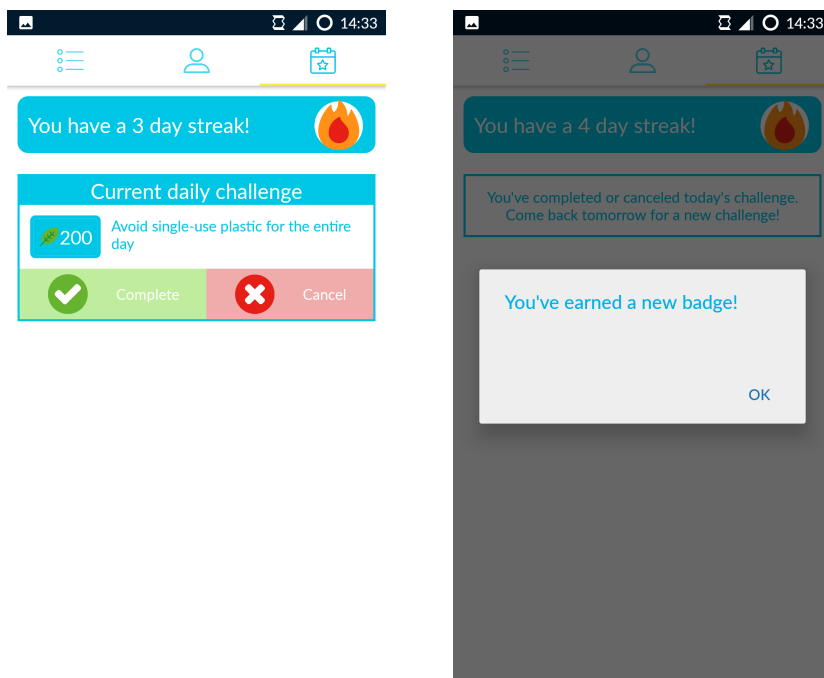 14:33
You have a 3 day streak!
Current daily challenge
200
Avoid single-use plastic for the entire
day
Complete
Cancel
14:33
You have a 4 day streak!
You've completed or canceled today's challenge.
Come back tomorrow for a new challenge!
You've earned a new badge!
OK